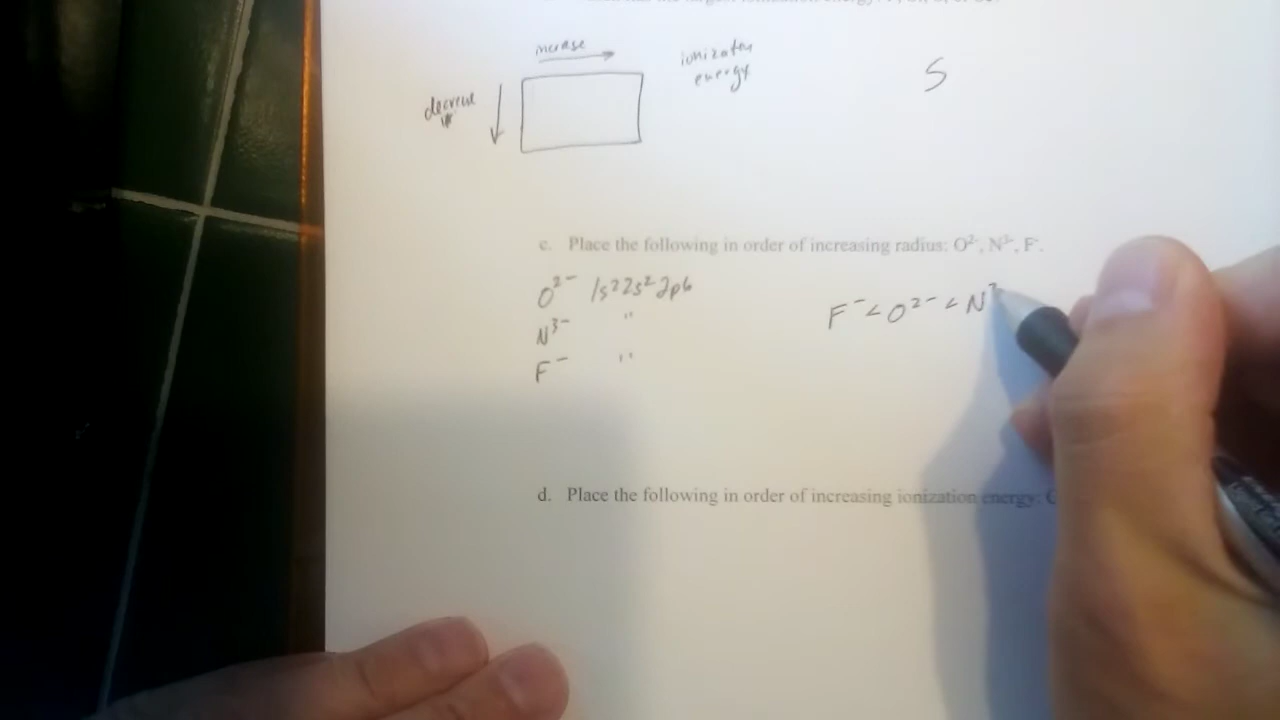 increase
ionization
energy
decrease
S
c. Place the following in order of increasing radius: O²⁻, N³⁻, F⁻.
O²⁻ 1s²2s²2p6
N³⁻ "
F⁻ "
F⁻ < O²⁻ < N³
d. Place the following in order of increasing ionization energy: